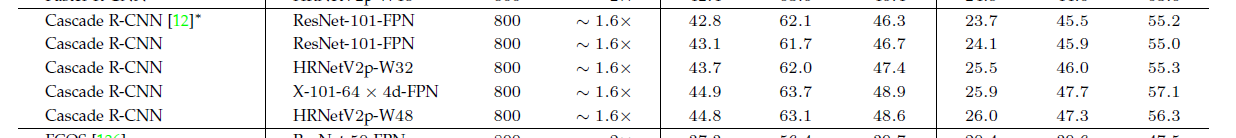 Cascade R-CNN [12]* ResNet-101-FPN 800 ∼ 1.6× 42.8 62.1 46.3 23.7 45.5 55.2
Cascade R-CNN ResNet-101-FPN 800 ∼ 1.6× 43.1 61.7 46.7 24.1 45.9 55.0
Cascade R-CNN HRNetV2p-W32 800 ∼ 1.6× 43.7 62.0 47.4 25.5 46.0 55.3
Cascade R-CNN X-101-64 × 4d-FPN 800 ∼ 1.6× 44.9 63.7 48.9 25.9 47.7 57.1
Cascade R-CNN HRNetV2p-W48 800 ∼ 1.6× 44.8 63.1 48.6 26.0 47.3 56.3